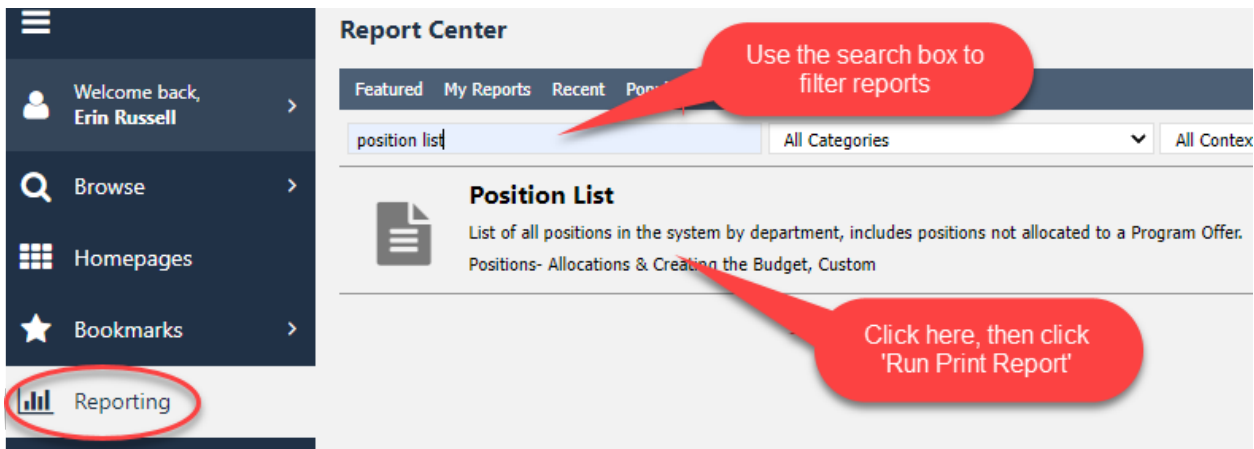 Report Center
Use the search box to
filter reports
Welcome back,
Erin Russell
Featured My Reports Recent
position list
All Categories
All
Browse
Position List
List of all positions in the system by department, includes positions not allocated to a Program Offer.
Positions- Allocations & Creating the Budget, Custom
Homepages
Click here, then click
'Run Print Report'
Bookmarks
Reporting